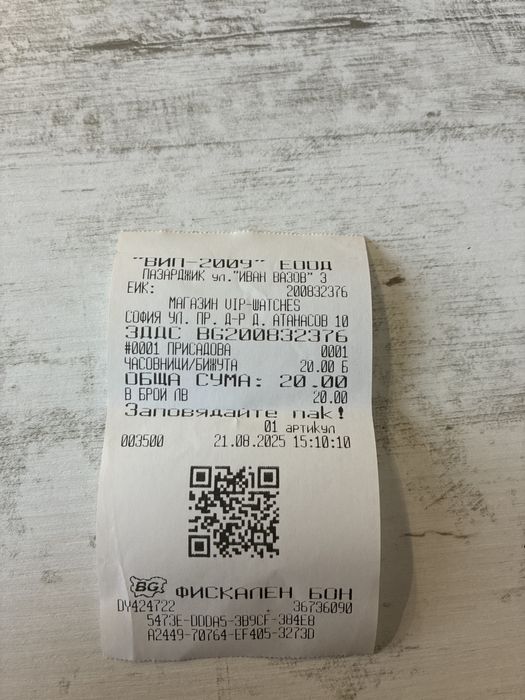 "ВИП-2009" ЕООД
ПАЗАРДЖИК ул."ИВАН ВАЗОВ" 3
ЕИК: 200832376
МАГАЗИН VIP-WATCHES
СОФИЯ УЛ. ПР. Д-Р Д. АТАНАСОВ 10
ЗДДС BG200832376
#0001 ПРИСАДОВА 0001
ЧАСОВНИЦИ/БИЖУТА 20.00 Б
ОБЩА СУМА: 20.00
В БРОЙ ЛВ 20.00
Заповядайте пак!
01 артикул
003500 21.08.2025 15:10:10
BG ФИСКАЛЕН БОН
DY424722 36736090
5473E-DDDA5-3B9CF-384E8
A2449-70764-EF405-3273D